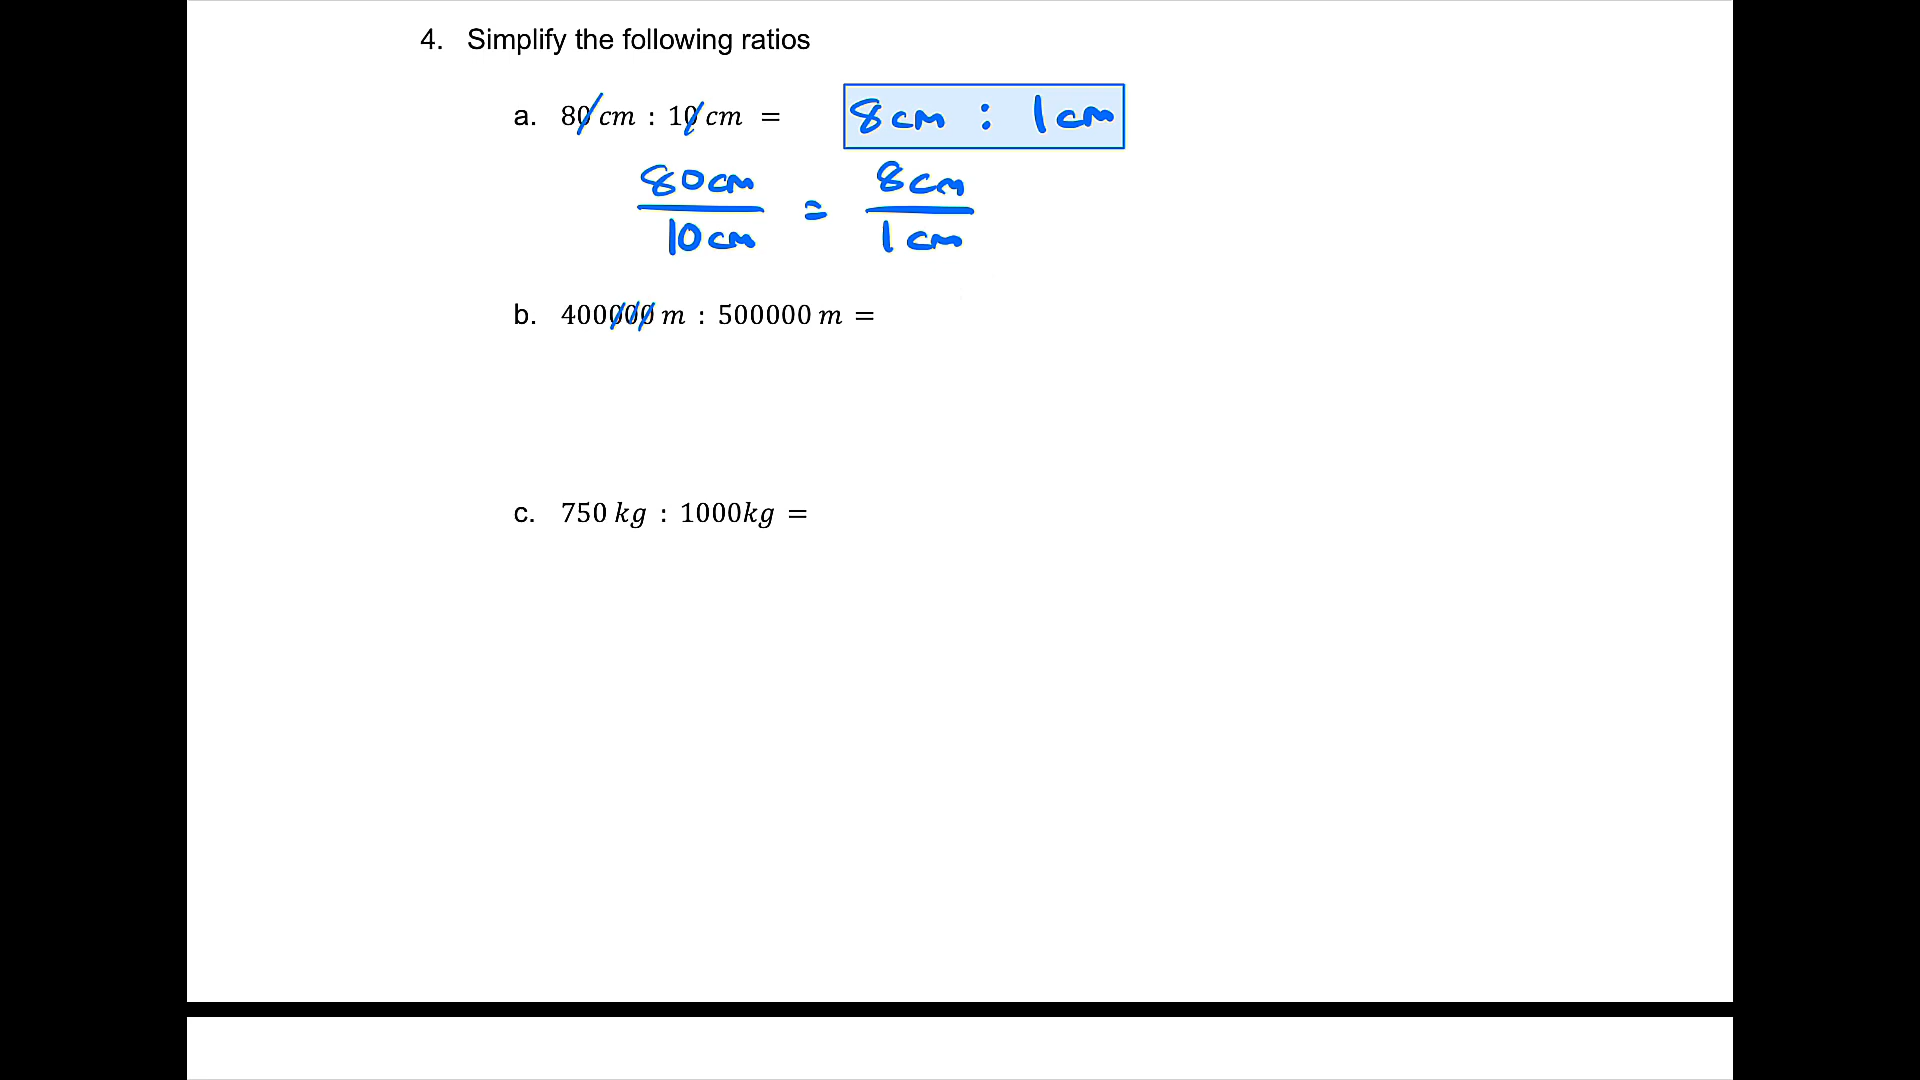 4. Simplify the following ratios
a. 80 cm : 10 cm = 8cm : 1cm
80cm
10cm
=
8cm
1cm
b. 400000 m : 500000 m =
c. 750 kg : 1000kg =